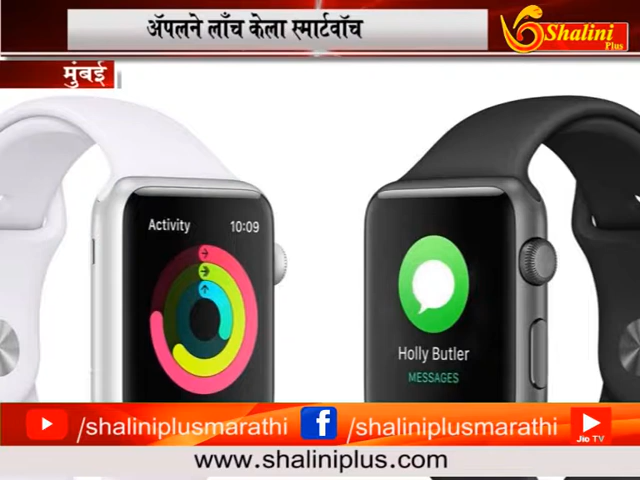 ॲपलने लाँच केला स्मार्टवॉच
Shalini
Plus
मुंबई
Activity 10:09
Holly Butler
MESSAGES
/shaliniplusmarathi /shaliniplusmarathi
Jio TV
www.shaliniplus.com